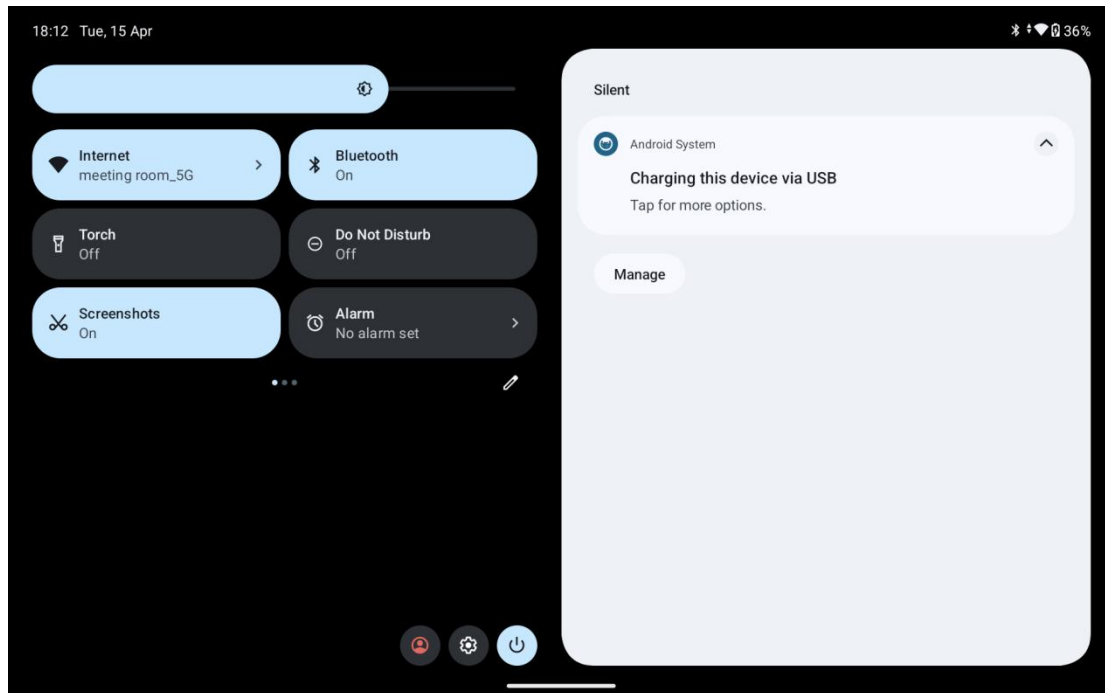 18:12 Tue, 15 Apr
36%
Internet
meeting room_5G
Bluetooth
On
Torch
Off
Do Not Disturb
Off
Screenshots
On
Alarm
No alarm set
Silent
Android System
Charging this device via USB
Tap for more options.
Manage